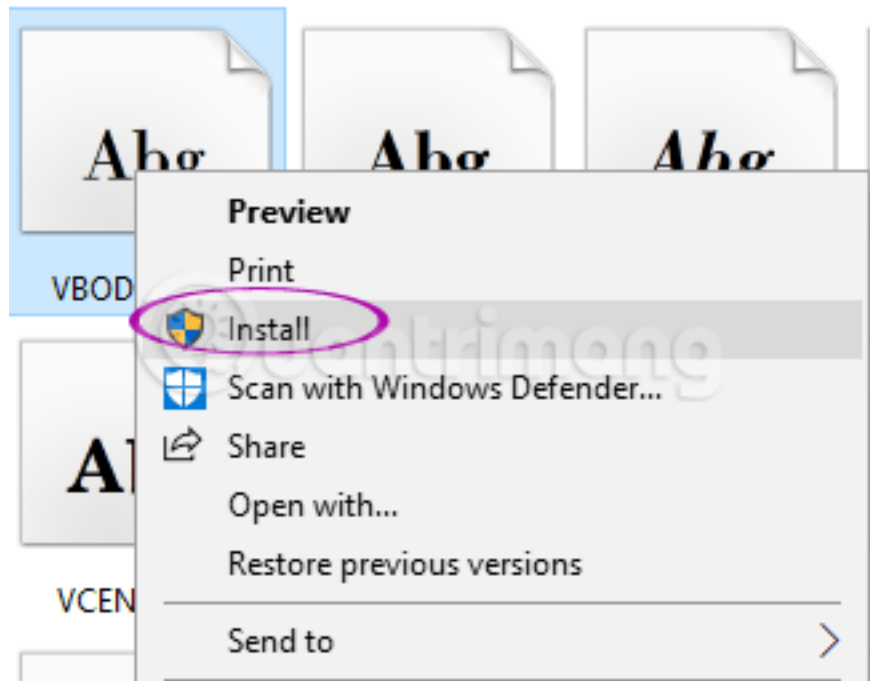 Abg
Abg
Abg
VBOD
Preview
Print
Install
Scan with Windows Defender...
Share
Open with...
Restore previous versions
Send to
VCEN
uantrimang